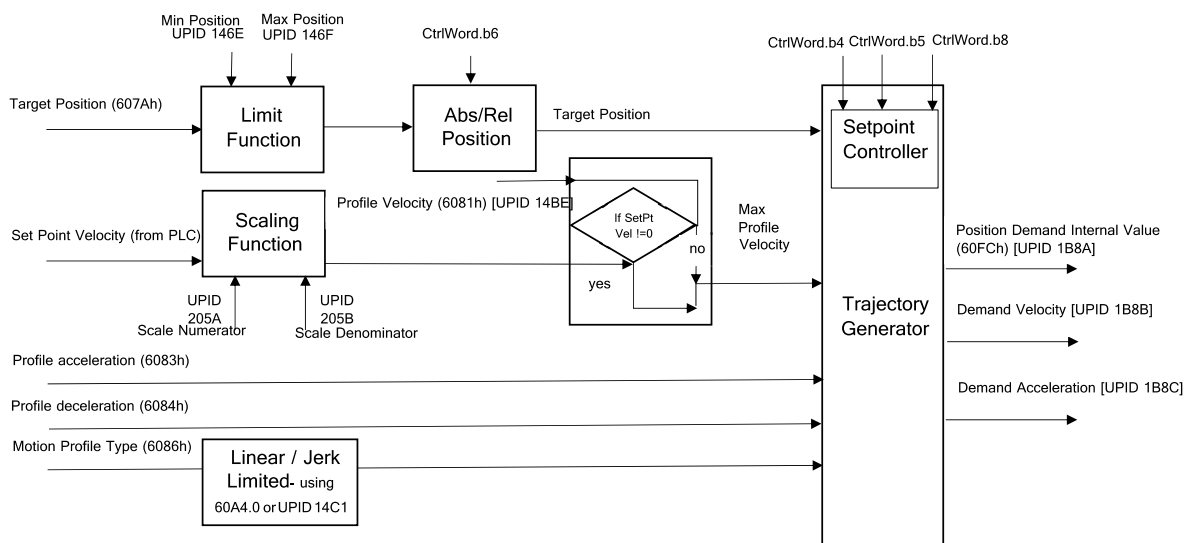 Min Position
UPID 146E
Max Position
UPID 146F
CtrlWord.b6
CtrlWord.b4
CtrlWord.b5
CtrlWord.b8
Target Position (607Ah)
Limit
Function
Abs/Rel
Position
Target Position
Setpoint
Controller
Profile Velocity (6081h) [UPID 14BE]
Set Point Velocity (from PLC)
Scaling
Function
If SetPt
Vel !=0
no
yes
Max
Profile
Velocity
UPID
205A
Scale Numerator
UPID
205B
Scale Denominator
Trajectory
Generator
Position Demand Internal Value
(60FCh) [UPID 1B8A]
Demand Velocity [UPID 1B8B]
Demand Acceleration [UPID 1B8C]
Profile acceleration (6083h)
Profile deceleration (6084h)
Motion Profile Type (6086h)
Linear / Jerk
Limited- using
60A4.0 or UPID 14C1